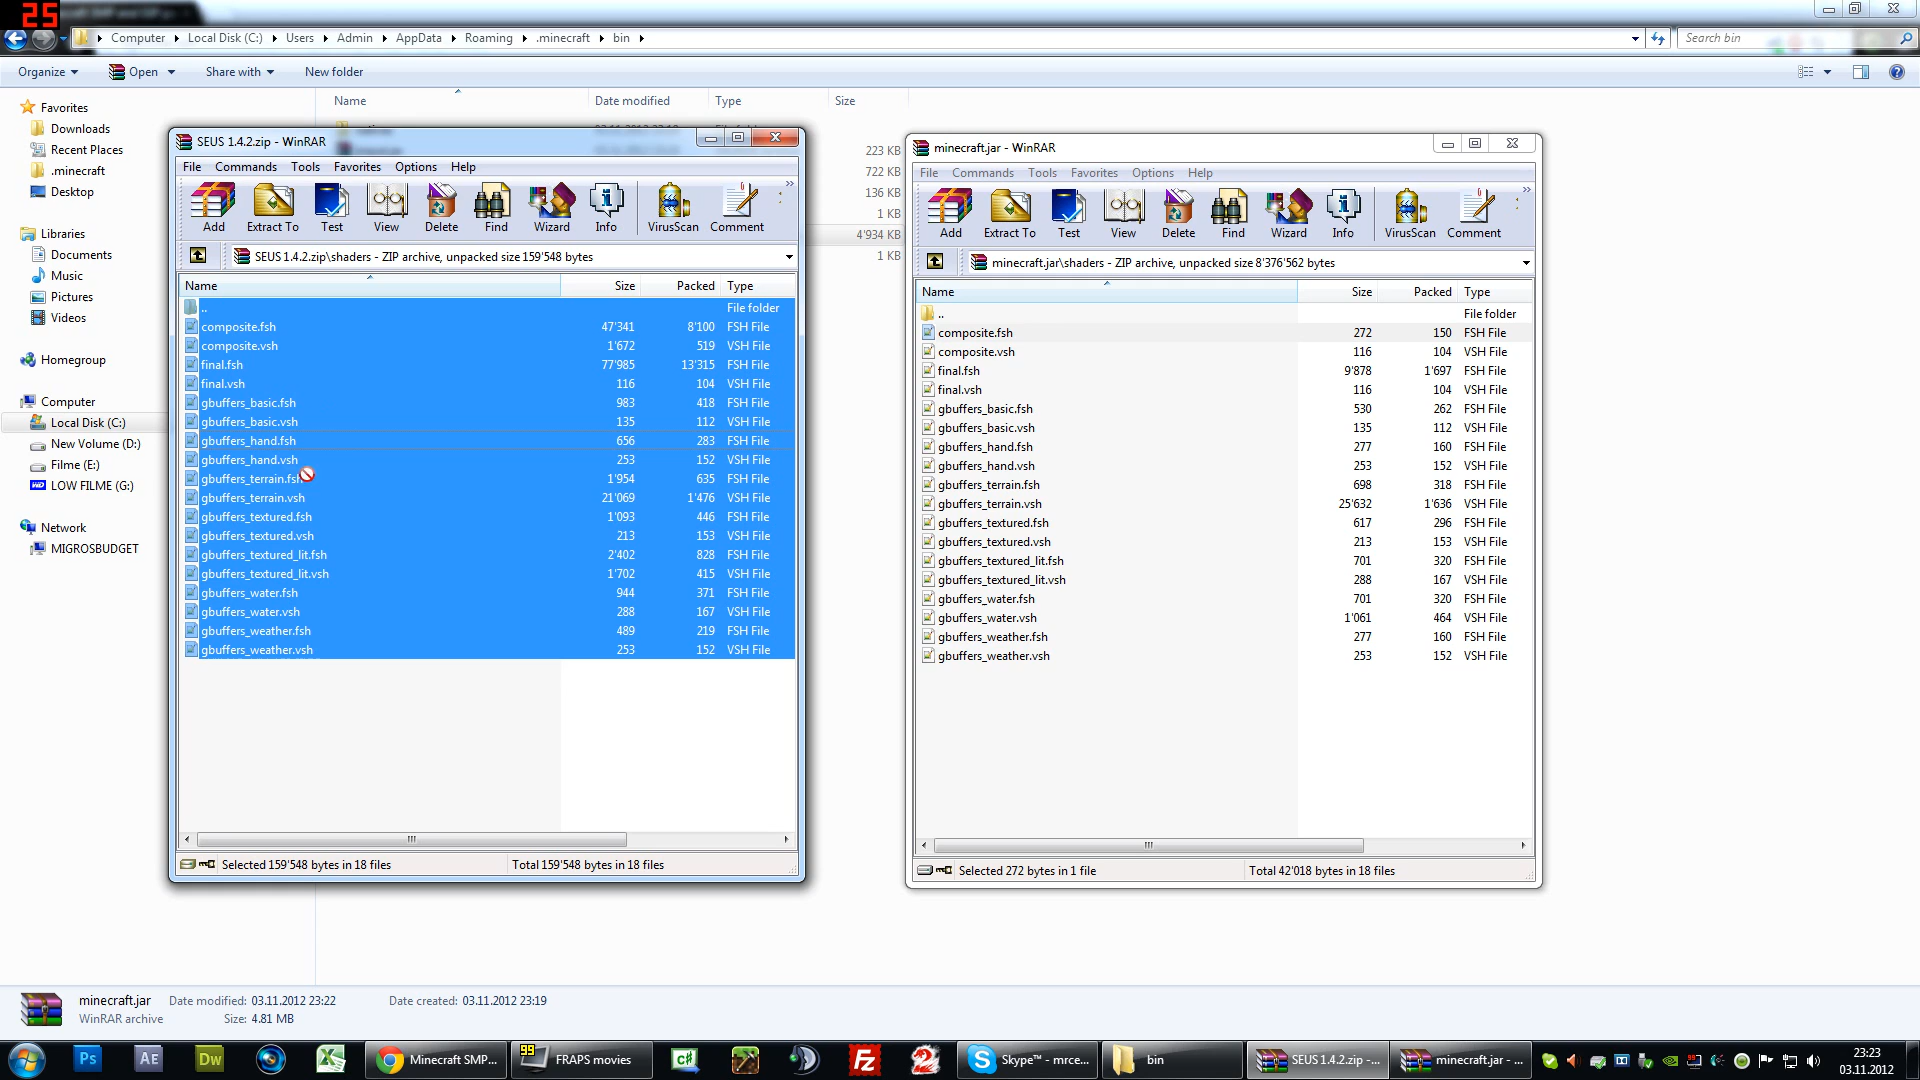 25
Computer Local Disk (C:) Users Admin AppData Roaming .minecraft bin
Search bin
Organize Open Share with New folder
Name Date modified Type Size
Favorites
Downloads
Recent Places
.minecraft
Desktop
Libraries
Documents
Music
Pictures
Videos
Homegroup
Computer
Local Disk (C:)
New Volume (D:)
Filme (E:)
LOW FILME (G:)
Network
MIGROSBUDGET
223 KB
722 KB
136 KB
1 KB
4'934 KB
1 KB
SEUS 1.4.2.zip - WinRAR
File Commands Tools Favorites Options Help
Add Extract To Test View Delete Find Wizard Info VirusScan Comment
SEUS 1.4.2.zip\shaders - ZIP archive, unpacked size 159'548 bytes
Name Size Packed Type
.. File folder
composite.fsh 47'341 8'100 FSH File
composite.vsh 1'672 519 VSH File
final.fsh 77'985 13'315 FSH File
final.vsh 116 104 VSH File
gbuffers_basic.fsh 983 418 FSH File
gbuffers_basic.vsh 135 112 VSH File
gbuffers_hand.fsh 656 283 FSH File
gbuffers_hand.vsh 253 152 VSH File
gbuffers_terrain.fsh 1'954 635 FSH File
gbuffers_terrain.vsh 21'069 1'476 VSH File
gbuffers_textured.fsh 1'093 446 FSH File
gbuffers_textured.vsh 213 153 VSH File
gbuffers_textured_lit.fsh 2'402 828 FSH File
gbuffers_textured_lit.vsh 1'702 415 VSH File
gbuffers_water.fsh 944 371 FSH File
gbuffers_water.vsh 288 167 VSH File
gbuffers_weather.fsh 489 219 FSH File
gbuffers_weather.vsh 253 152 VSH File
Selected 159'548 bytes in 18 files Total 159'548 bytes in 18 files
minecraft.jar - WinRAR
File Commands Tools Favorites Options Help
Add Extract To Test View Delete Find Wizard Info VirusScan Comment
minecraft.jar\shaders - ZIP archive, unpacked size 8'376'562 bytes
Name Size Packed Type
.. File folder
composite.fsh 272 150 FSH File
composite.vsh 116 104 VSH File
final.fsh 9'878 1'697 FSH File
final.vsh 116 104 VSH File
gbuffers_basic.fsh 530 262 FSH File
gbuffers_basic.vsh 135 112 VSH File
gbuffers_hand.fsh 277 160 FSH File
gbuffers_hand.vsh 253 152 VSH File
gbuffers_terrain.fsh 698 318 FSH File
gbuffers_terrain.vsh 25'632 1'636 VSH File
gbuffers_textured.fsh 617 296 FSH File
gbuffers_textured.vsh 213 153 VSH File
gbuffers_textured_lit.fsh 701 320 FSH File
gbuffers_textured_lit.vsh 288 167 VSH File
gbuffers_water.fsh 701 320 FSH File
gbuffers_water.vsh 1'061 464 VSH File
gbuffers_weather.fsh 277 160 FSH File
gbuffers_weather.vsh 253 152 VSH File
Selected 272 bytes in 1 file Total 42'018 bytes in 18 files
minecraft.jar Date modified: 03.11.2012 23:22 Date created: 03.11.2012 23:19
WinRAR archive Size: 4.81 MB
Ps AE Dw Minecraft SMP... 99 FRAPS movies C# FZ 2 Skype™ - mrce... bin SEUS 1.4.2.zip -... minecraft.jar - ... 23:23
03.11.2012